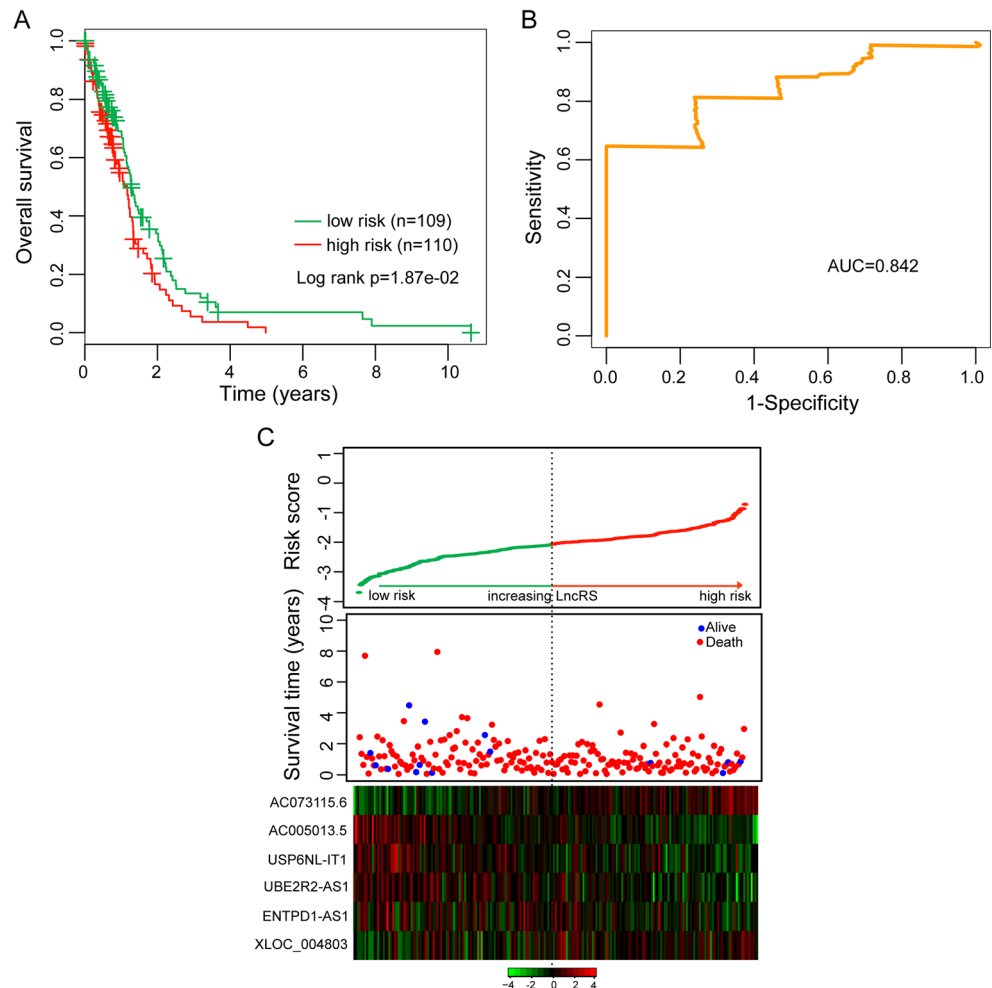 A
Overall survival
1.0
0.8
0.6
0.4
0.2
0.0
low risk (n=109)
high risk (n=110)
Log rank p=1.87e-02
0 2 4 6 8 10
Time (years)
B
Sensitivity
1.0
0.8
0.6
0.4
0.2
0.0
AUC=0.842
0.0 0.2 0.4 0.6 0.8 1.0
1-Specificity
C
Risk score
1
0
-1
-2
-3
-4
low risk increasing LncRS high risk
Survival time (years)
10
8
6
4
2
0
Alive
Death
AC073115.6
AC005013.5
USP6NL-IT1
UBE2R2-AS1
ENTPD1-AS1
XLOC_004803
-4 -2 0 2 4